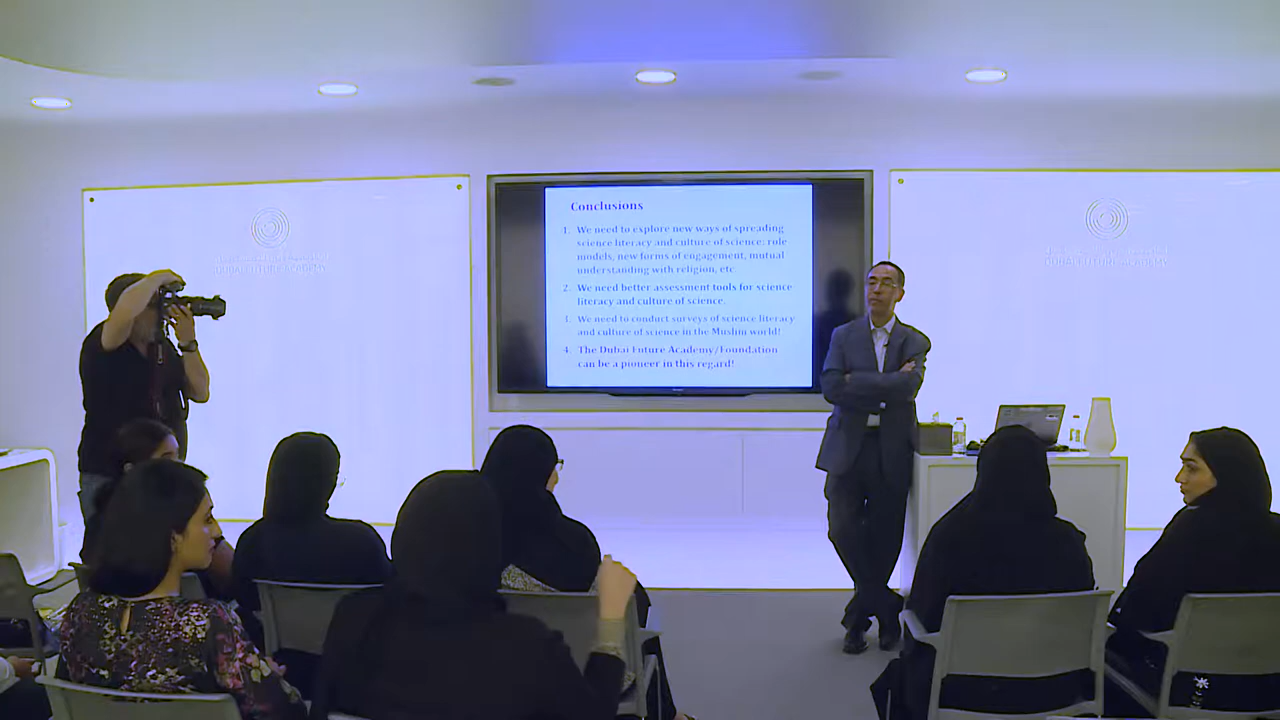 Conclusions
1. We need to explore new ways of spreading
science literacy and culture of science: role
models, new forms of engagement, mutual
understanding with religion, etc.
2. We need better assessment tools for science
literacy and culture of science.
3. We need to conduct surveys of science literacy
and culture of science in the Muslim world!
4. The Dubai Future Academy/Foundation
can be a pioneer in this regard!
DUBAI FUTURE ACADEMY
DUBAI FUTURE ACADEMY